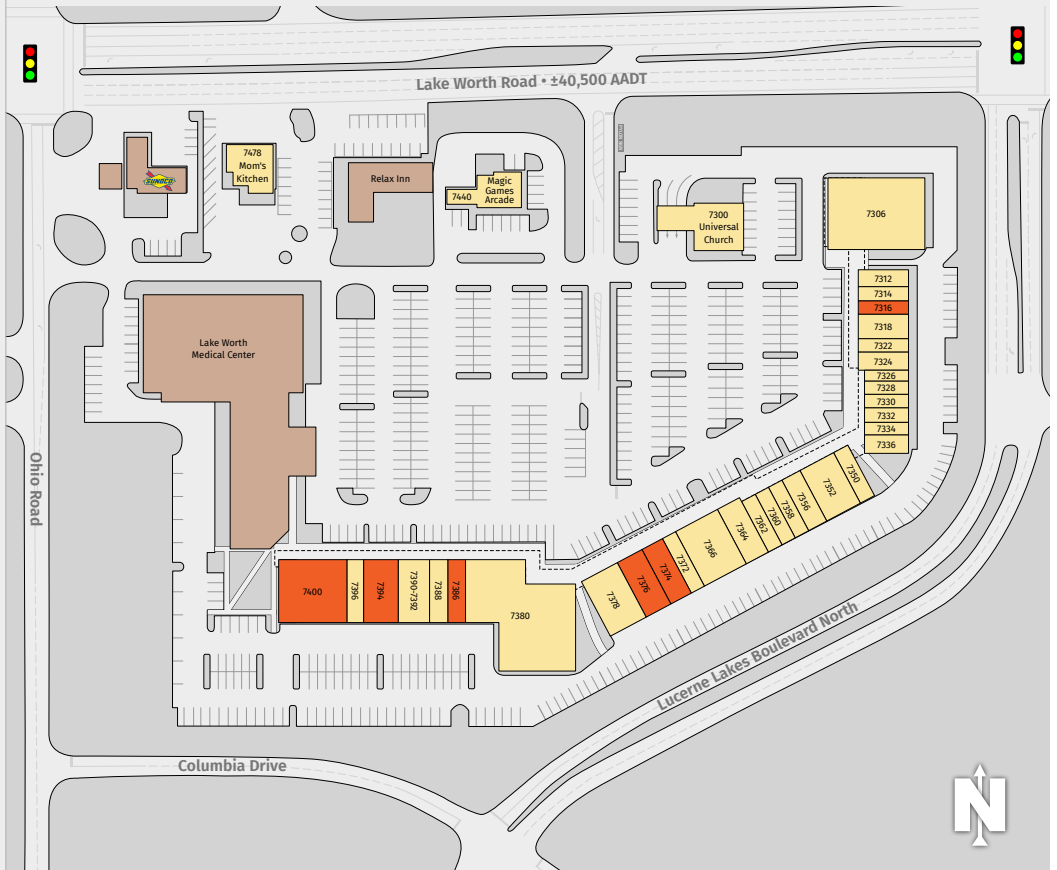 Lake Worth Road • ±40,500 AADT
7478
Mom's
Kitchen
SUNOCO
Relax Inn
7440
Magic
Games
Arcade
7300
Universal
Church
7306
7312
7314
7316
7318
7322
7324
7326
7328
7330
7332
7334
7336
Lake Worth
Medical Center
7350
7352
7356
7358
7360
7362
7364
7366
7372
7374
7376
7378
7380
7386
7388
7390-7392
7394
7396
7400
Ohio Road
Lucerne Lakes Boulevard North
Columbia Drive
N